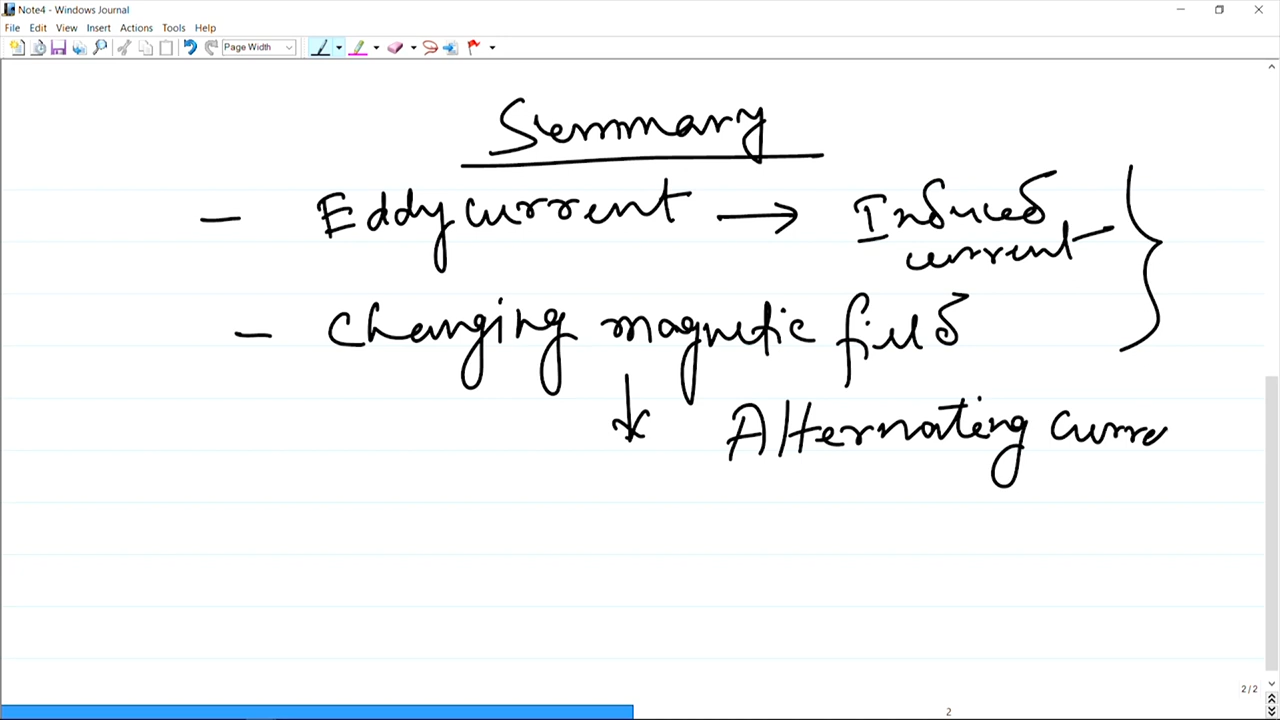 Note4 - Windows Journal
File Edit View Insert Actions Tools Help
Page Width
Summary
- Eddy current → Induced
current
- Changing magnetic field
↓ Alternating curre
2/2
2